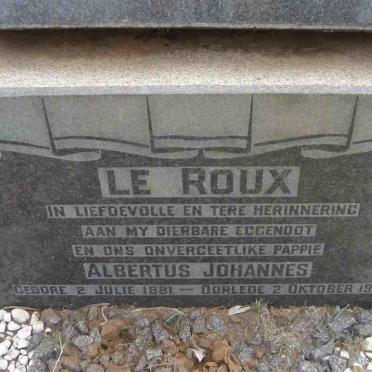 LE ROUX
IN LIEFDEVOLLE EN TERE HERINNERING
AAN MY DIERBARE EGGENOOT
EN ONS ONVERGEETLIKE PAPPIE
ALBERTUS JOHANNES
GEBORE 2 JULIE 1881 — OORLEDE 2 OKTOBER